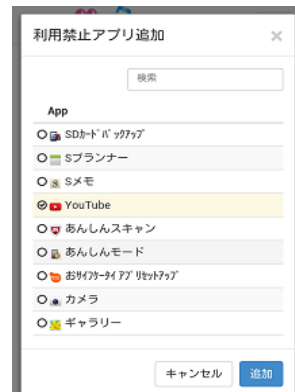 利用禁止アプリ追加
×
検索
App
SDカードバックアップ
Sプランナー
Sメモ
YouTube
あんしんスキャン
あんしんモード
おサイフケータイ アプリセットアップ
カメラ
ギャラリー
キャンセル 追加